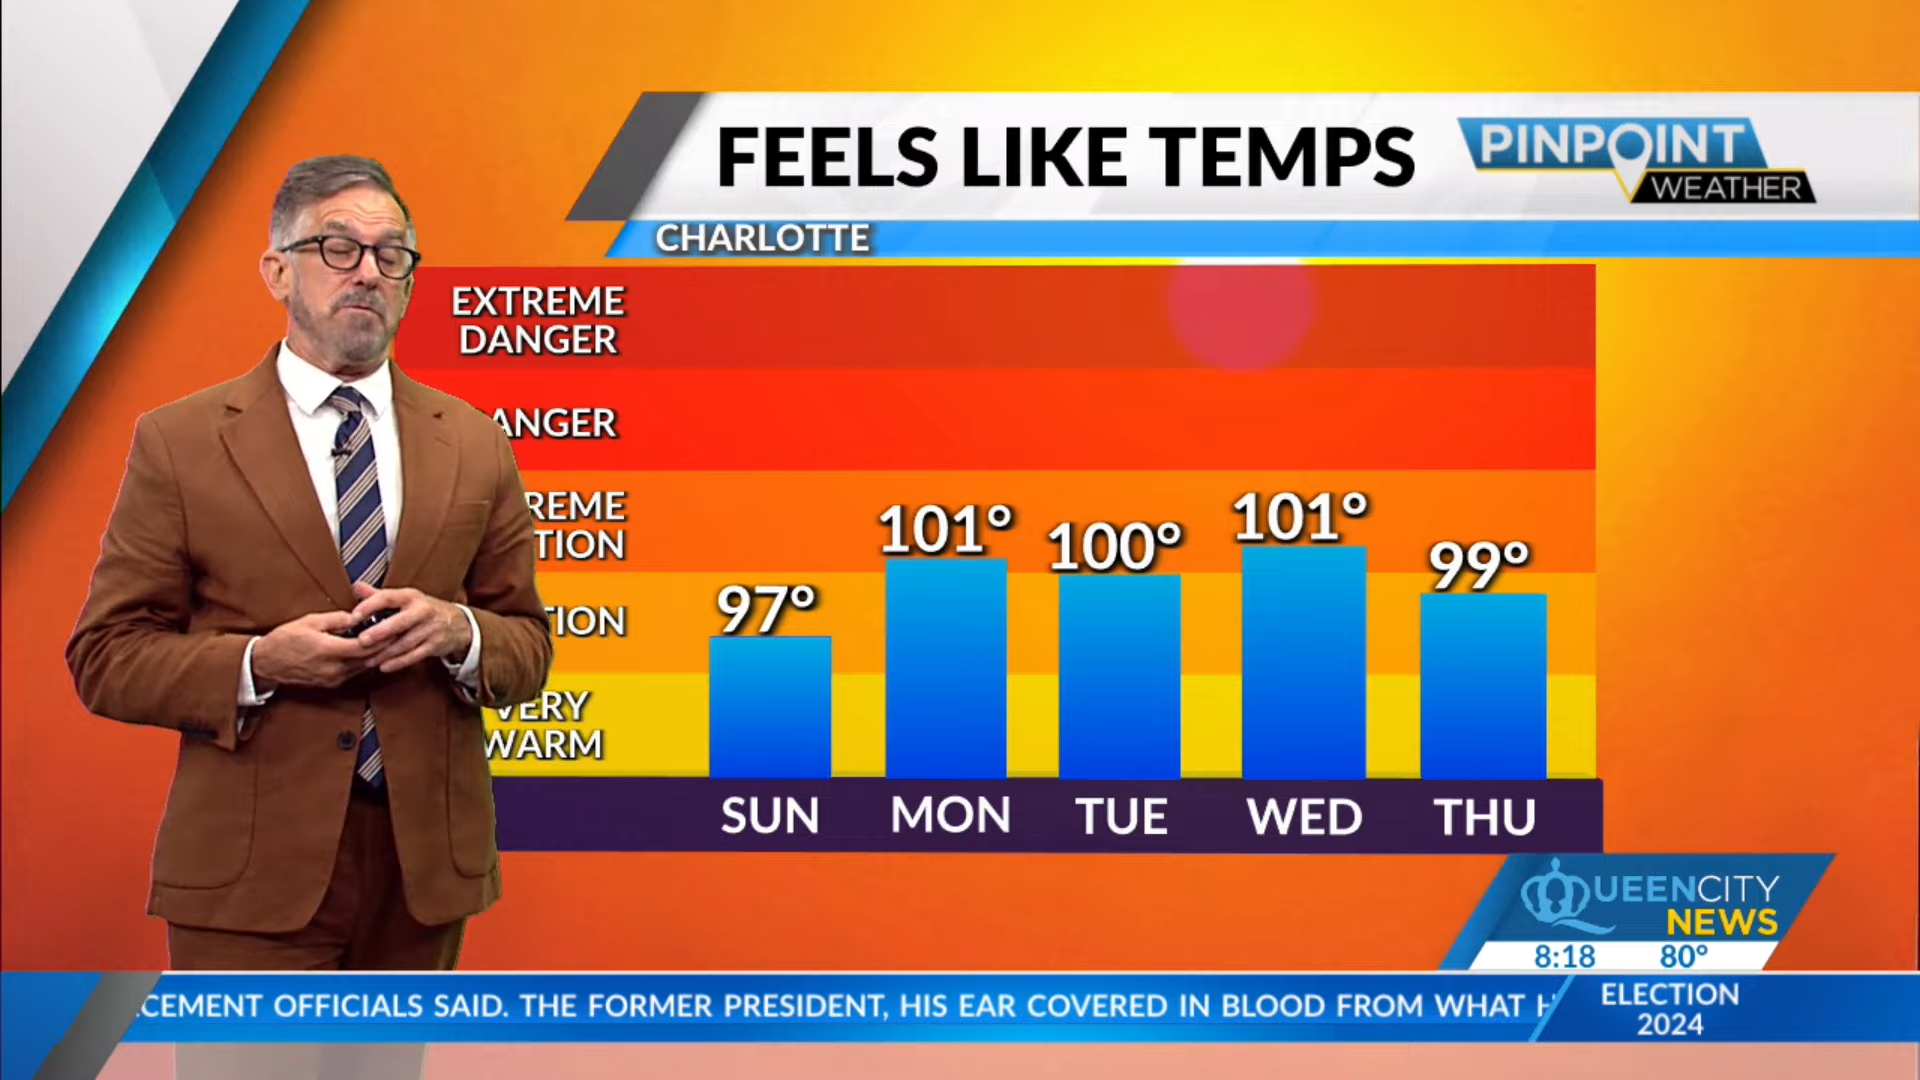 FEELS LIKE TEMPS
PINPOINT
WEATHER
CHARLOTTE
EXTREME
DANGER
ANGER
REME
TION
TION
VERY
WARM
97°
101°
100°
101°
99°
SUN MON TUE WED THU
QUEENCITY
NEWS
8:18 80°
CEMENT OFFICIALS SAID. THE FORMER PRESIDENT, HIS EAR COVERED IN BLOOD FROM WHAT H
ELECTION
2024